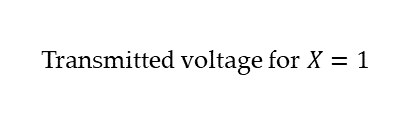 Transmitted voltage for X = 1